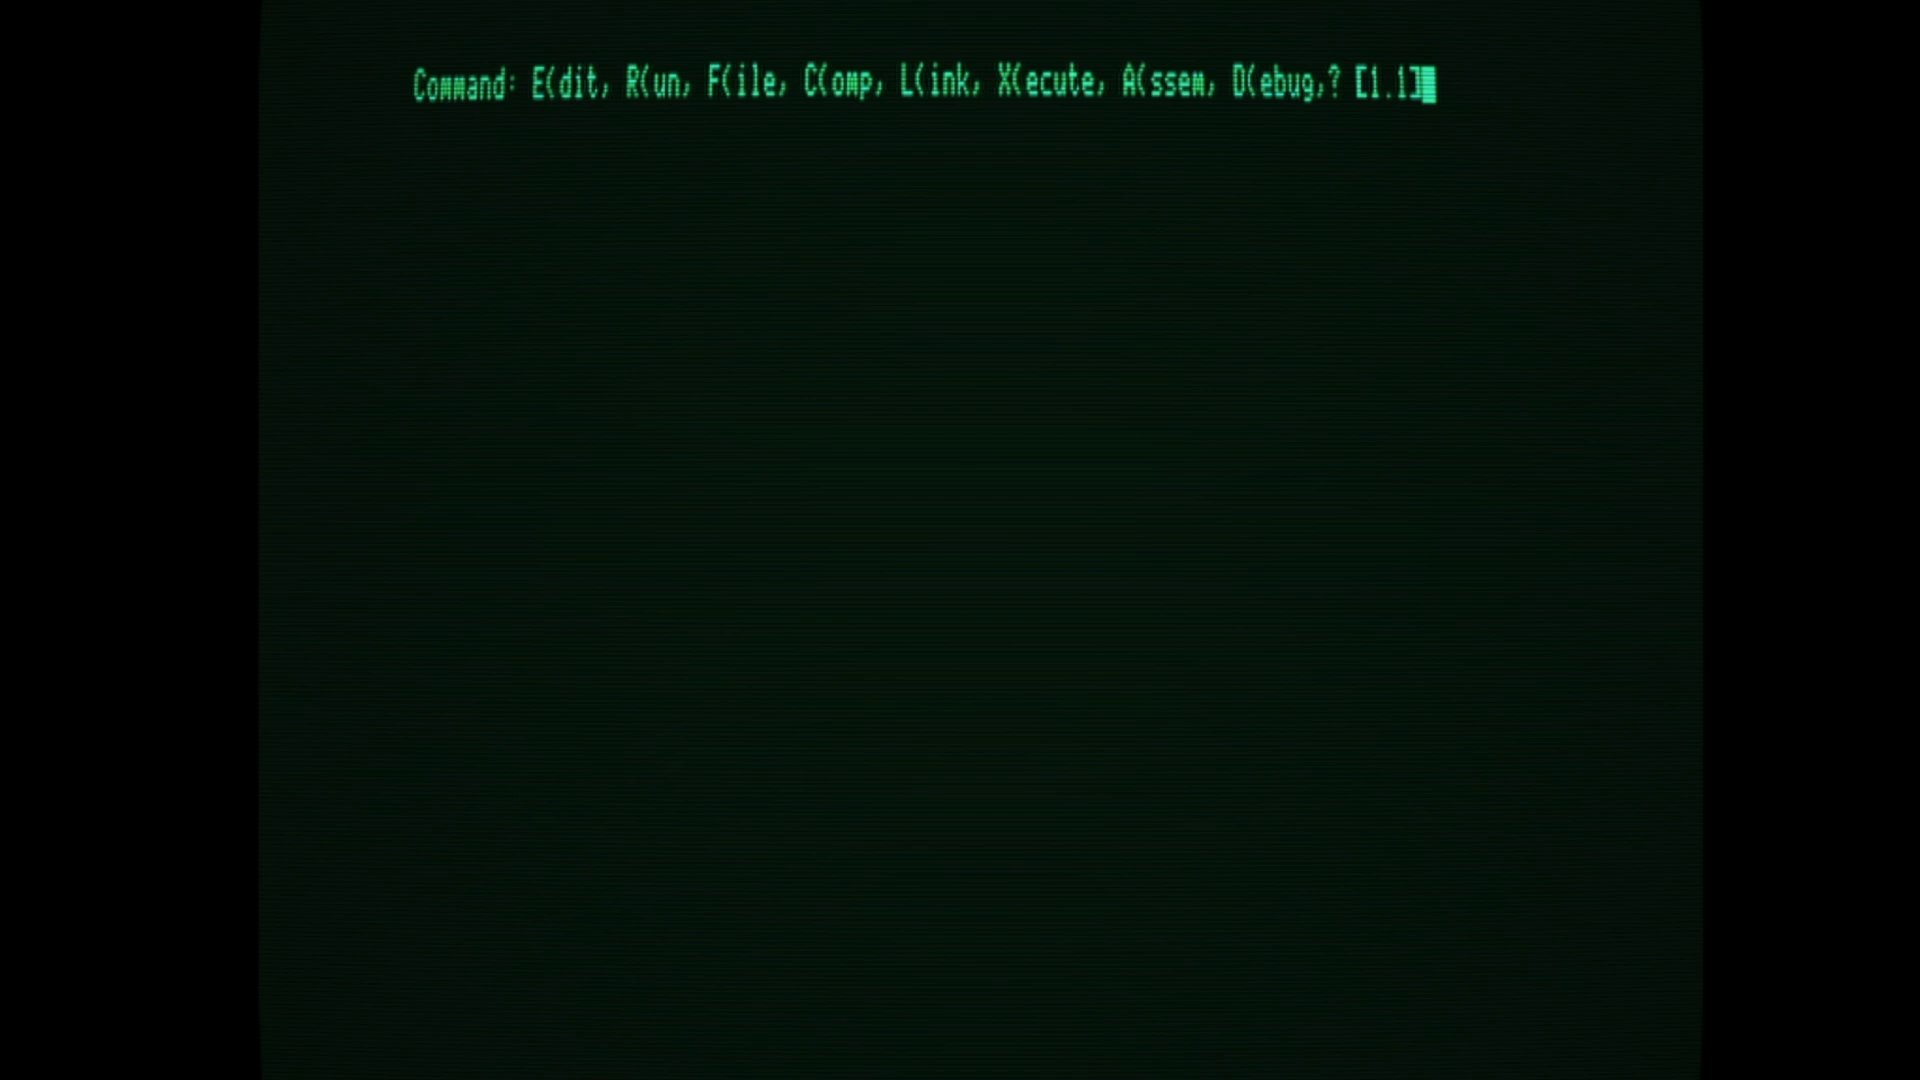 Command: E(dit, R(un, F(ile, C(omp, L(ink, X(ecute, A(ssem, D(ebug,? [1.1]